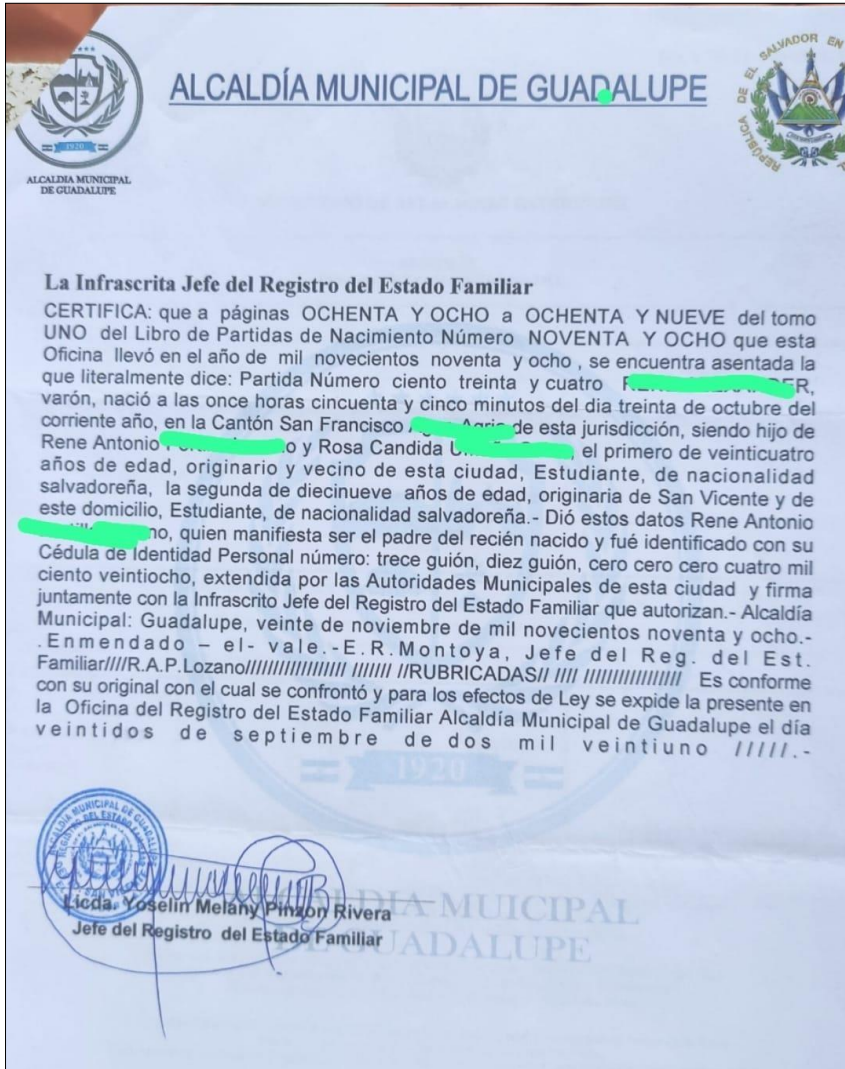 ALCALDÍA MUNICIPAL DE GUADALUPE
EL SALVADOR EN
REPÚBLICA DE
1920
ALCALDIA MUNICIPAL
DE GUADALUPE
La Infrascrita Jefe del Registro del Estado Familiar
CERTIFICA: que a páginas OCHENTA Y OCHO a OCHENTA Y NUEVE del tomo
UNO del Libro de Partidas de Nacimiento Número NOVENTA Y OCHO que esta
Oficina llevó en el año de mil novecientos noventa y ocho , se encuentra asentada la
que literalmente dice: Partida Número ciento treinta y cuatro
varón, nació a las once horas cincuenta y cinco minutos del dia treinta de octubre del
corriente año, en la Cantón San Francisco de esta jurisdicción, siendo hijo de
Rene Antonio y Rosa Candida , el primero de veinticuatro
años de edad, originario y vecino de esta ciudad, Estudiante, de nacionalidad
salvadoreña, la segunda de diecinueve años de edad, originaria de San Vicente y de
este domicilio, Estudiante, de nacionalidad salvadoreña.- Dió estos datos Rene Antonio
, quien manifiesta ser el padre del recién nacido y fué identificado con su
Cédula de Identidad Personal número: trece guión, diez guión, cero cero cero cuatro mil
ciento veintiocho, extendida por las Autoridades Municipales de esta ciudad y firma
juntamente con la Infrascrito Jefe del Registro del Estado Familiar que autorizan.- Alcaldía
Municipal: Guadalupe, veinte de noviembre de mil novecientos noventa y ocho.-
.Enmendado – el- vale.-E.R.Montoya, Jefe del Reg. del Est.
Familiar////R.A.P.Lozano////////////////// /////// //RUBRICADAS// //// ///////////////// Es conforme
con su original con el cual se confrontó y para los efectos de Ley se expide la presente en
la Oficina del Registro del Estado Familiar Alcaldía Municipal de Guadalupe el día
veintidos de septiembre de dos mil veintiuno /////.-
1920
ALCALDIA MUICIPAL
DE GUADALUPE
Licda. Yoselin Melany Pinzón Rivera
Jefe del Registro del Estado Familiar